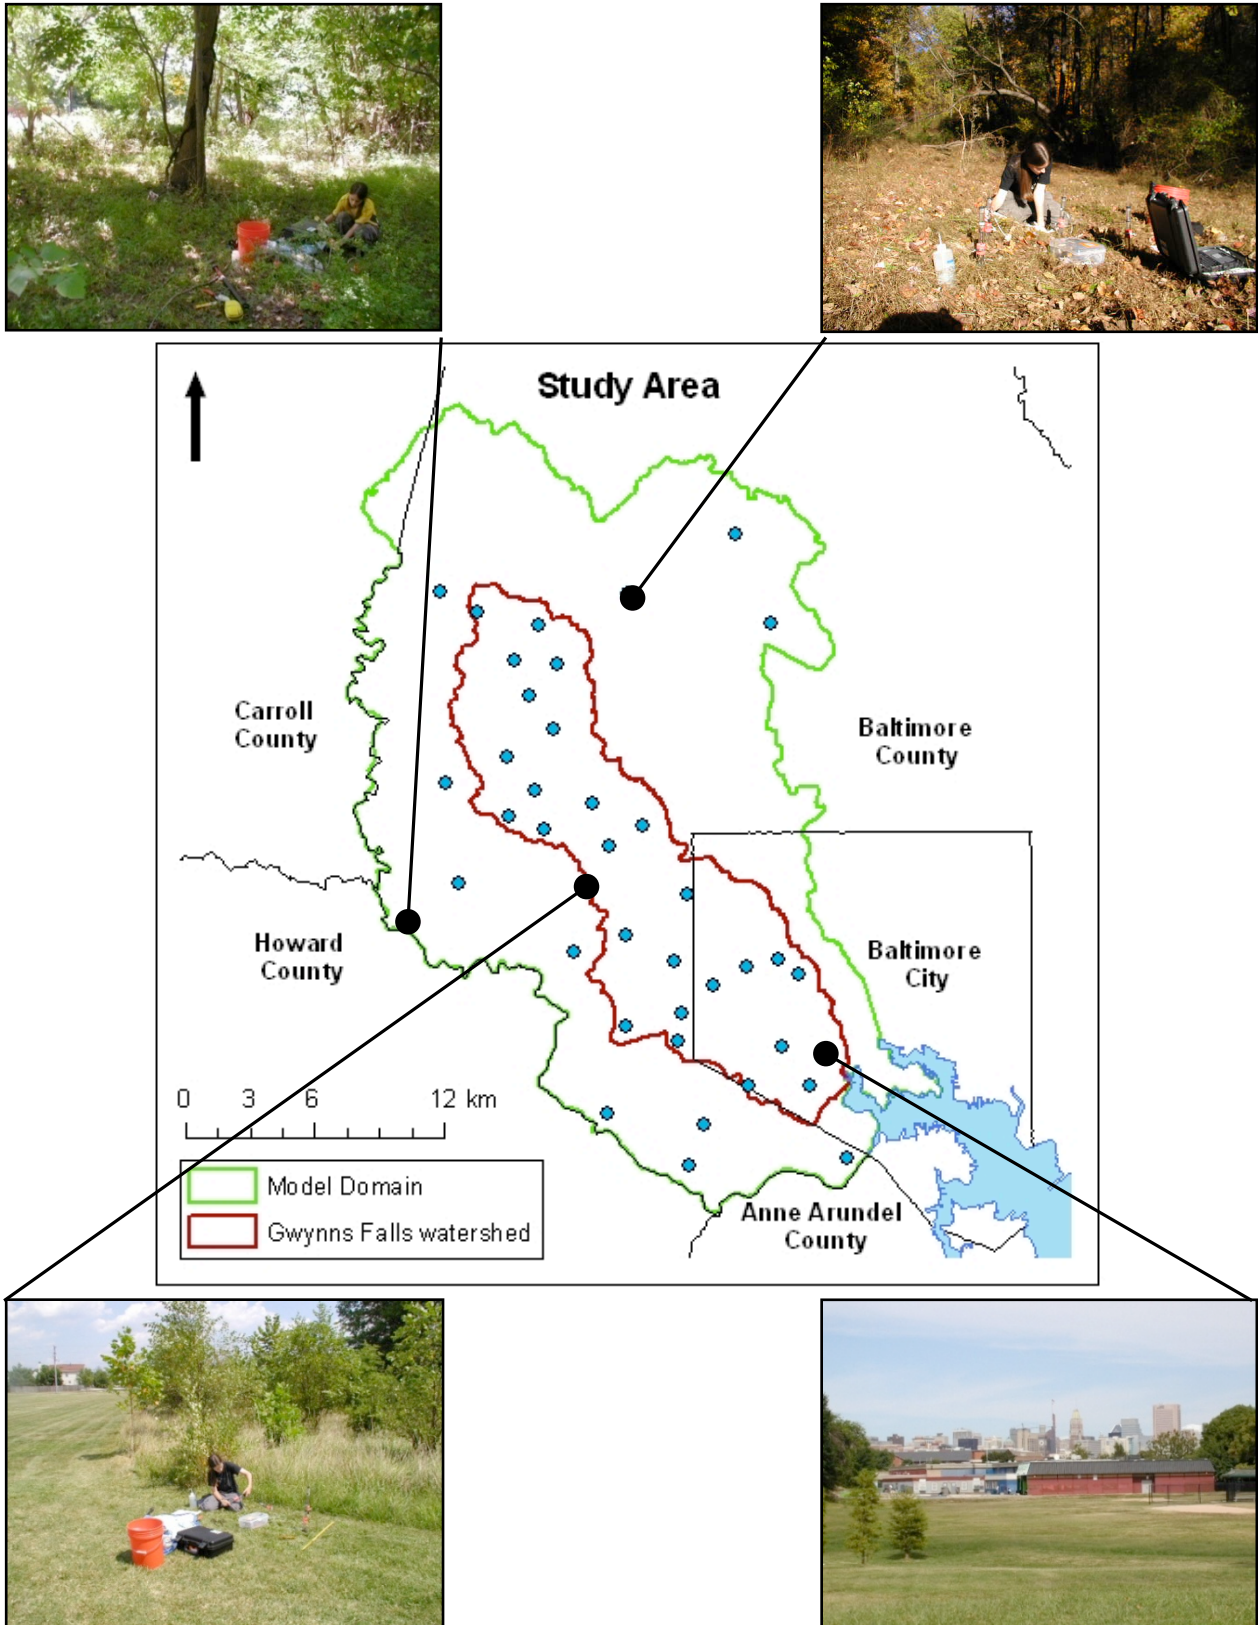 Study Area
Carroll
County
Baltimore
County
Howard
County
Baltimore
City
0 3 6 12 km
Model Domain
Gwynns Falls watershed
Anne Arundel
County